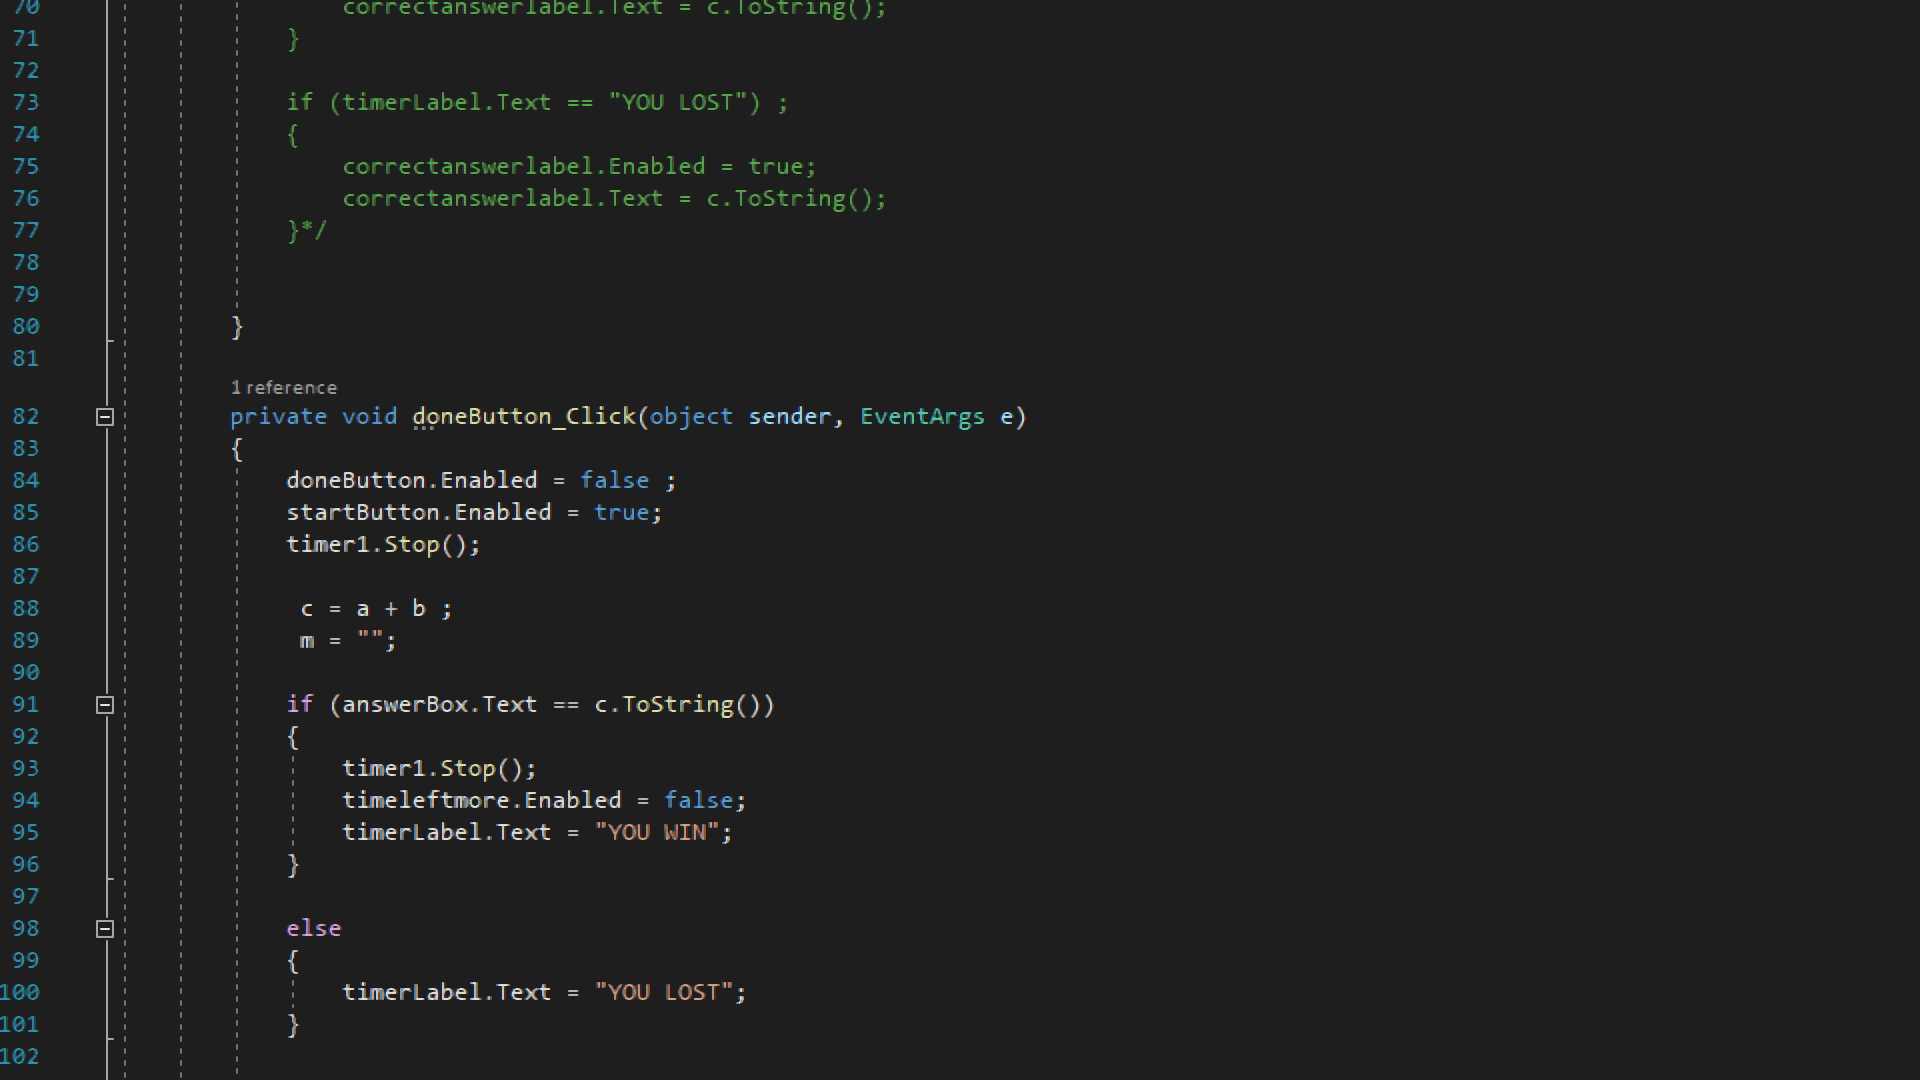 70 correctanswerlabel.Text = c.ToString();
71 }
72
73 if (timerLabel.Text == "YOU LOST") ;
74 {
75 correctanswerlabel.Enabled = true;
76 correctanswerlabel.Text = c.ToString();
77 }*/
78
79
80 }
81
1 reference
82 private void doneButton_Click(object sender, EventArgs e)
83 {
84 doneButton.Enabled = false ;
85 startButton.Enabled = true;
86 timer1.Stop();
87
88 c = a + b ;
89 m = "";
90
91 if (answerBox.Text == c.ToString())
92 {
93 timer1.Stop();
94 timeleftmore.Enabled = false;
95 timerLabel.Text = "YOU WIN";
96 }
97
98 else
99 {
100 timerLabel.Text = "YOU LOST";
101 }
102